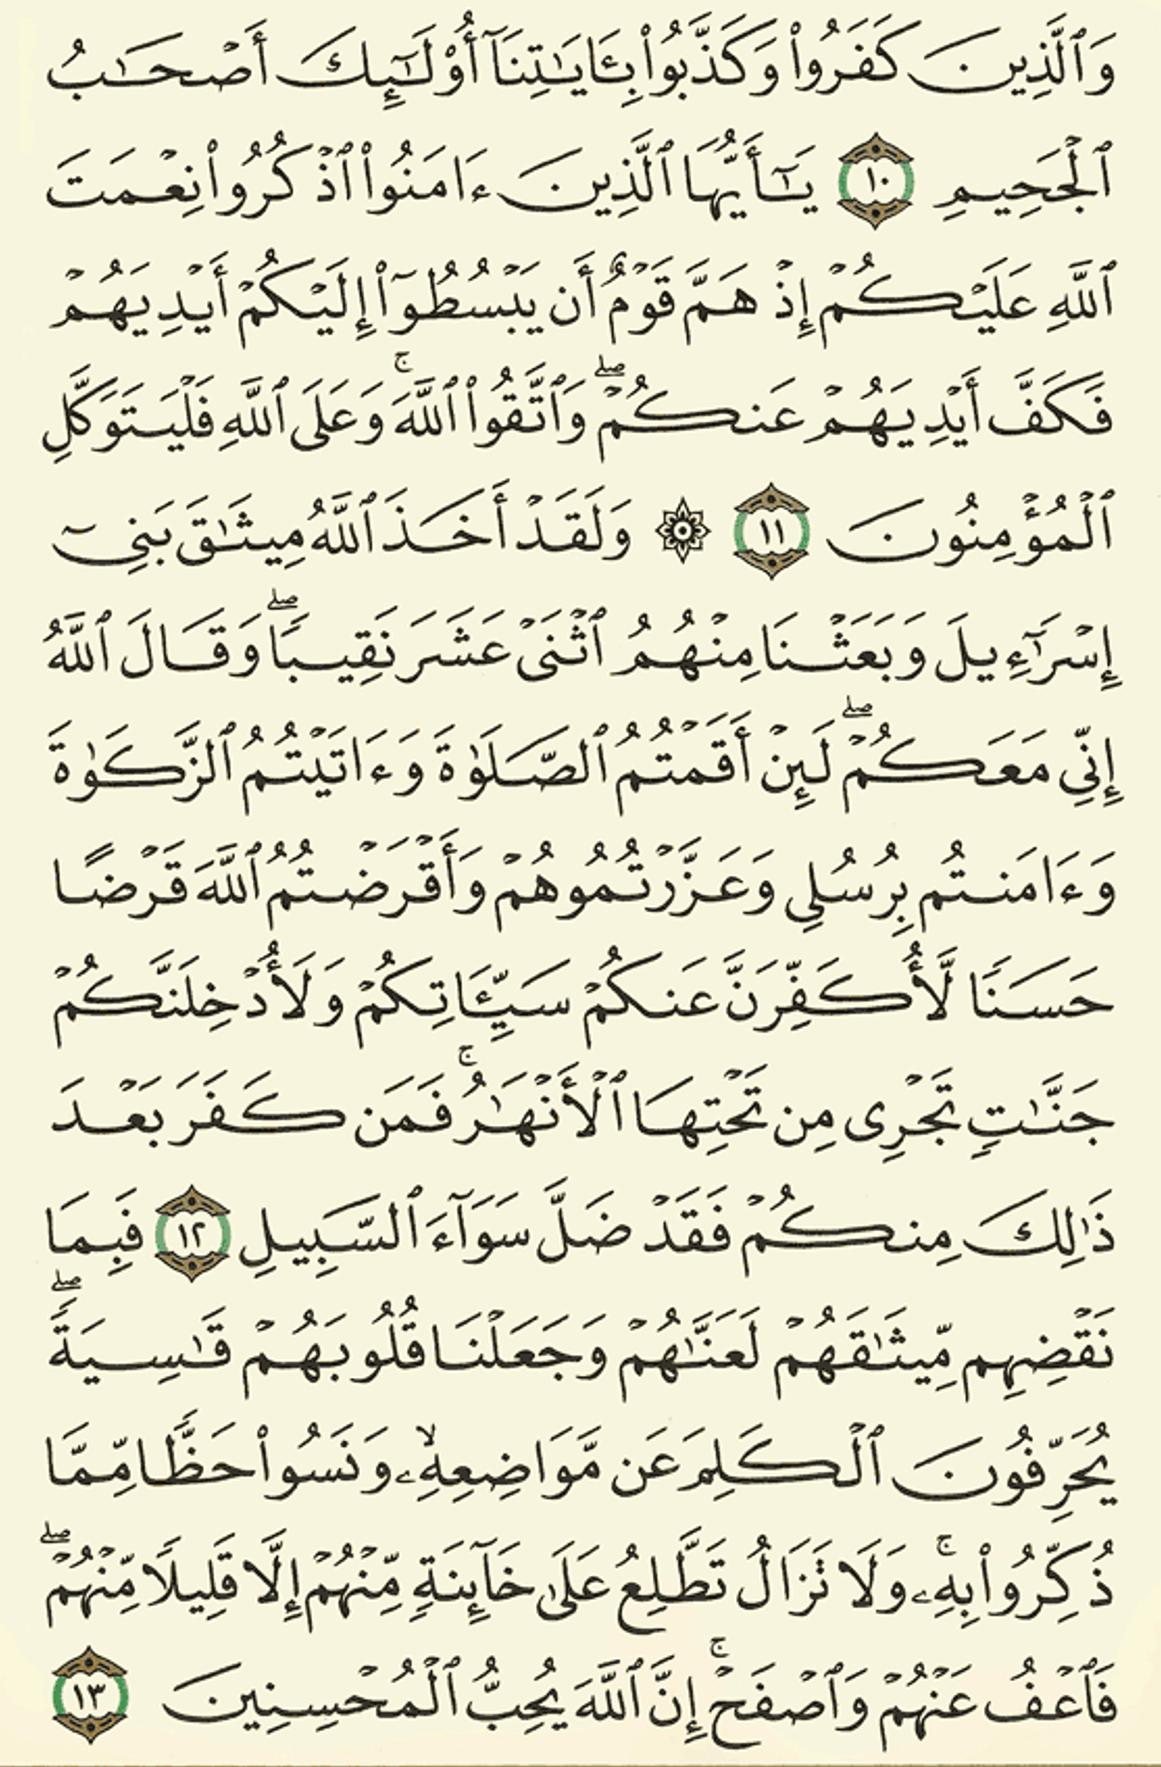 وَٱلَّذِينَ كَفَرُوا۟ وَكَذَّبُوا۟ بِـَٔايَـٰتِنَآ أُو۟لَـٰٓئِكَ أَصْحَـٰبُ
ٱلْجَحِيمِ ١٠ يَـٰٓأَيُّهَا ٱلَّذِينَ ءَامَنُوا۟ ٱذْكُرُوا۟ نِعْمَتَ
ٱللَّهِ عَلَيْكُمْ إِذْ هَمَّ قَوْمٌ أَن يَبْسُطُوٓا۟ إِلَيْكُمْ أَيْدِيَهُمْ
فَكَفَّ أَيْدِيَهُمْ عَنكُمْ ۖ وَٱتَّقُوا۟ ٱللَّهَ ۚ وَعَلَى ٱللَّهِ فَلْيَتَوَكَّلِ
ٱلْمُؤْمِنُونَ ١١ ۞ وَلَقَدْ أَخَذَ ٱللَّهُ مِيثَـٰقَ بَنِىٓ
إِسْرَٰٓءِيلَ وَبَعَثْنَا مِنْهُمُ ٱثْنَىْ عَشَرَ نَقِيبًا ۖ وَقَالَ ٱللَّهُ
إِنِّى مَعَكُمْ ۖ لَئِنْ أَقَمْتُمُ ٱلصَّلَوٰةَ وَءَاتَيْتُمُ ٱلزَّكَوٰةَ
وَءَامَنتُم بِرُسُلِى وَعَزَّرْتُمُوهُمْ وَأَقْرَضْتُمُ ٱللَّهَ قَرْضًا
حَسَنًا لَّأُكَفِّرَنَّ عَنكُمْ سَيِّـَٔاتِكُمْ وَلَأُدْخِلَنَّكُمْ
جَنَّـٰتٍ تَجْرِى مِن تَحْتِهَا ٱلْأَنْهَـٰرُ ۚ فَمَن كَفَرَ بَعْدَ
ذَٰلِكَ مِنكُمْ فَقَدْ ضَلَّ سَوَآءَ ٱلسَّبِيلِ ١٢ فَبِمَا
نَقْضِهِم مِّيثَـٰقَهُمْ لَعَنَّـٰهُمْ وَجَعَلْنَا قُلُوبَهُمْ قَـٰسِيَةً ۖ
يُحَرِّفُونَ ٱلْكَلِمَ عَن مَّوَاضِعِهِۦ ۙ وَنَسُوا۟ حَظًّا مِّمَّا
ذُكِّرُوا۟ بِهِۦ ۚ وَلَا تَزَالُ تَطَّلِعُ عَلَىٰ خَآئِنَةٍ مِّنْهُمْ إِلَّا قَلِيلًا مِّنْهُمْ ۖ
فَٱعْفُ عَنْهُمْ وَٱصْفَحْ ۚ إِنَّ ٱللَّهَ يُحِبُّ ٱلْمُحْسِنِينَ ١٣